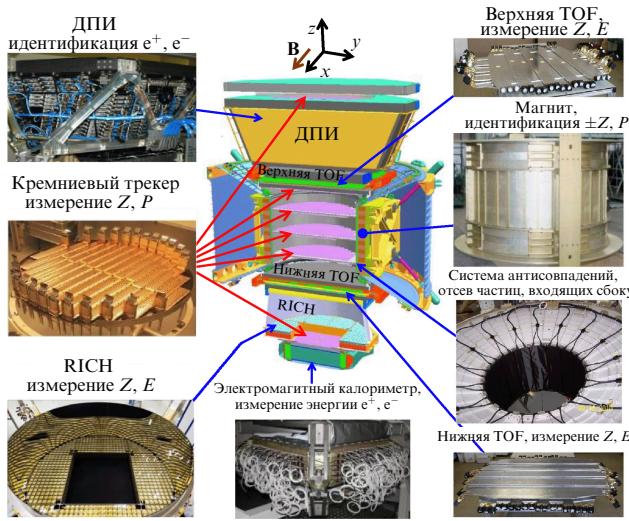 ДПИ
идентификация e⁺, e⁻
z
B
y
x
Верхняя TOF,
измерение Z, E
Магнит,
идентификация ±Z, P
ДПИ
Верхняя TOF
Кремниевый трекер
измерение Z, P
Нижняя TOF
RICH
Система антисовпадений,
отсев частиц, входящих сбоку
RICH
измерение Z, E
Электромагитный калориметр,
измерение энергии e⁺, e⁻
Нижняя TOF, измерение Z, E